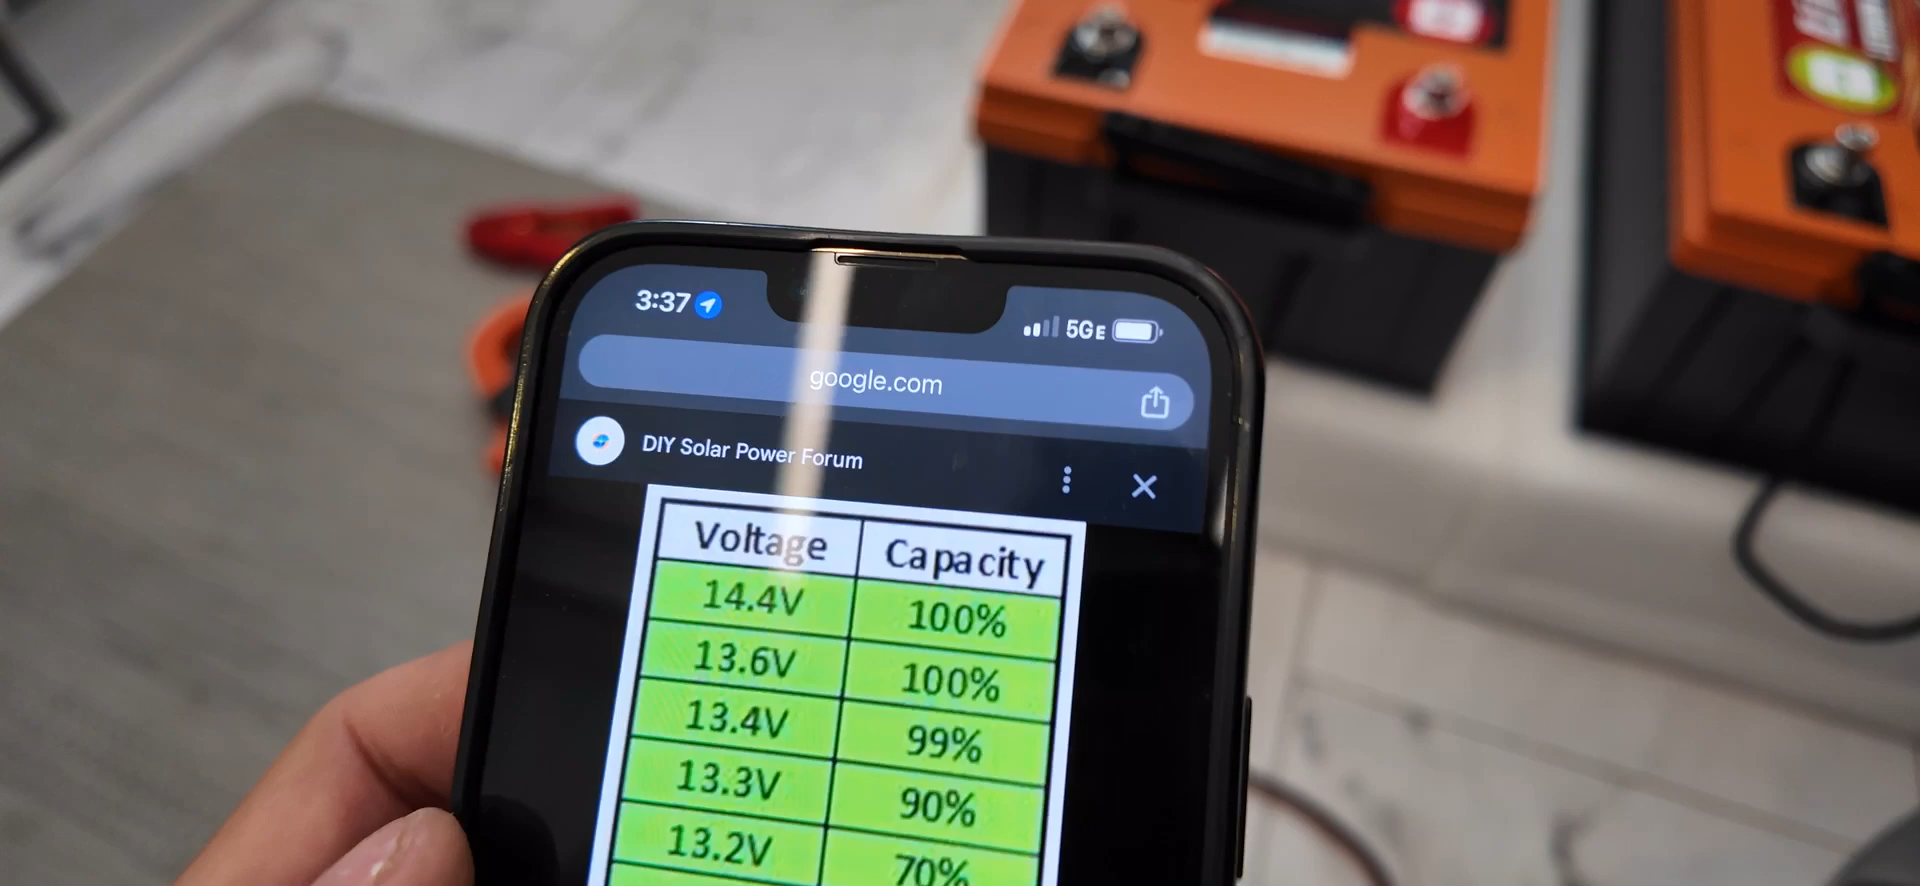 3:37 5GE
google.com
DIY Solar Power Forum
Voltage Capacity
14.4V 100%
13.6V 100%
13.4V 99%
13.3V 90%
13.2V 70%